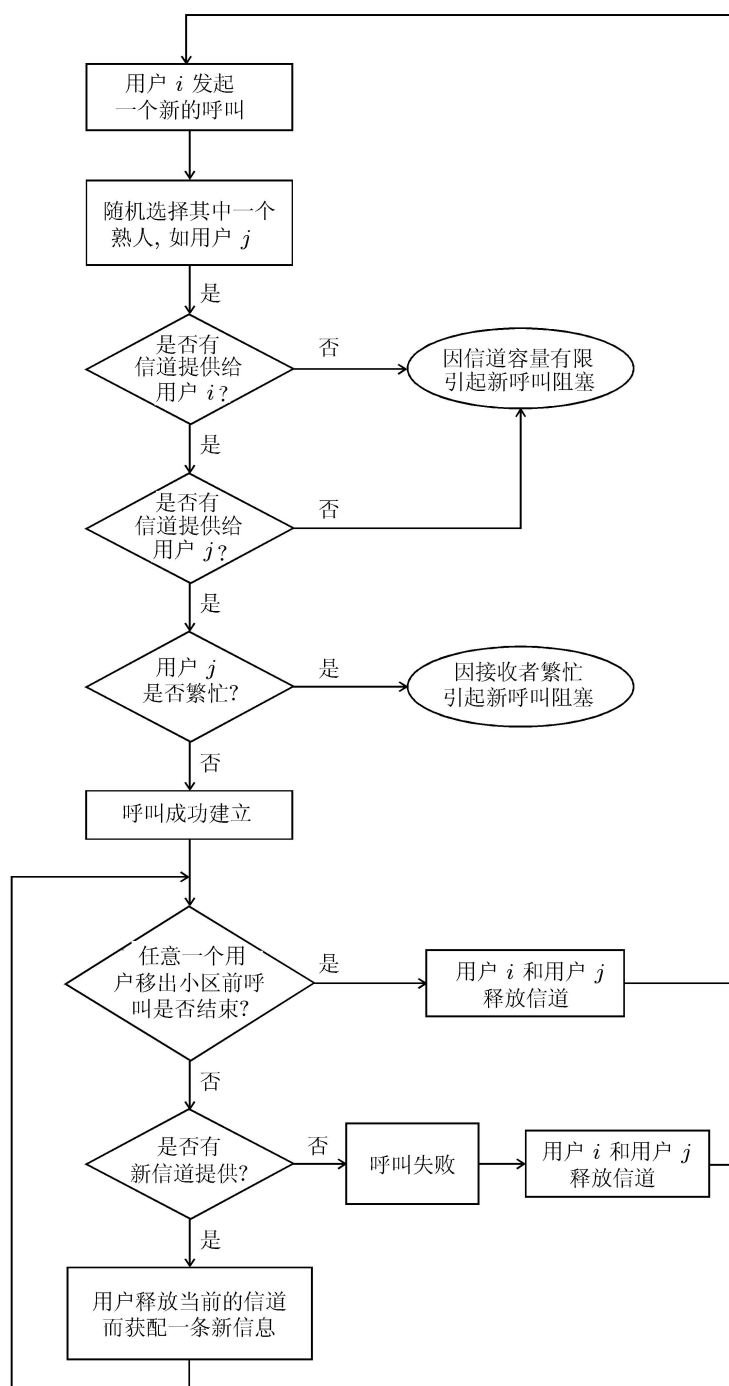 用户 i 发起
一个新的呼叫
随机选择其中一个
熟人, 如用户 j
是
是否有
信道提供给
用户 i?
否
因信道容量有限
引起新呼叫阻塞
是
是否有
信道提供给
用户 j?
否
是
用户 j
是否繁忙?
是
因接收者繁忙
引起新呼叫阻塞
否
呼叫成功建立
任意一个用
户移出小区前呼
叫是否结束?
是
用户 i 和用户 j
释放信道
否
是否有
新信道提供?
否
呼叫失败
用户 i 和用户 j
释放信道
是
用户释放当前的信道
而获配一条新信息